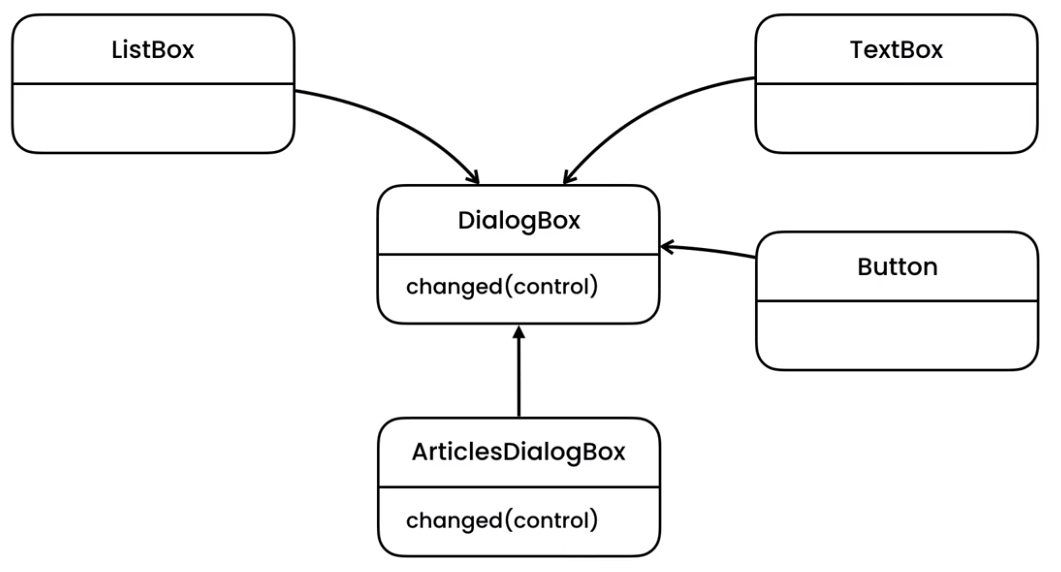 ListBox
TextBox
DialogBox
changed(control)
Button
ArticlesDialogBox
changed(control)